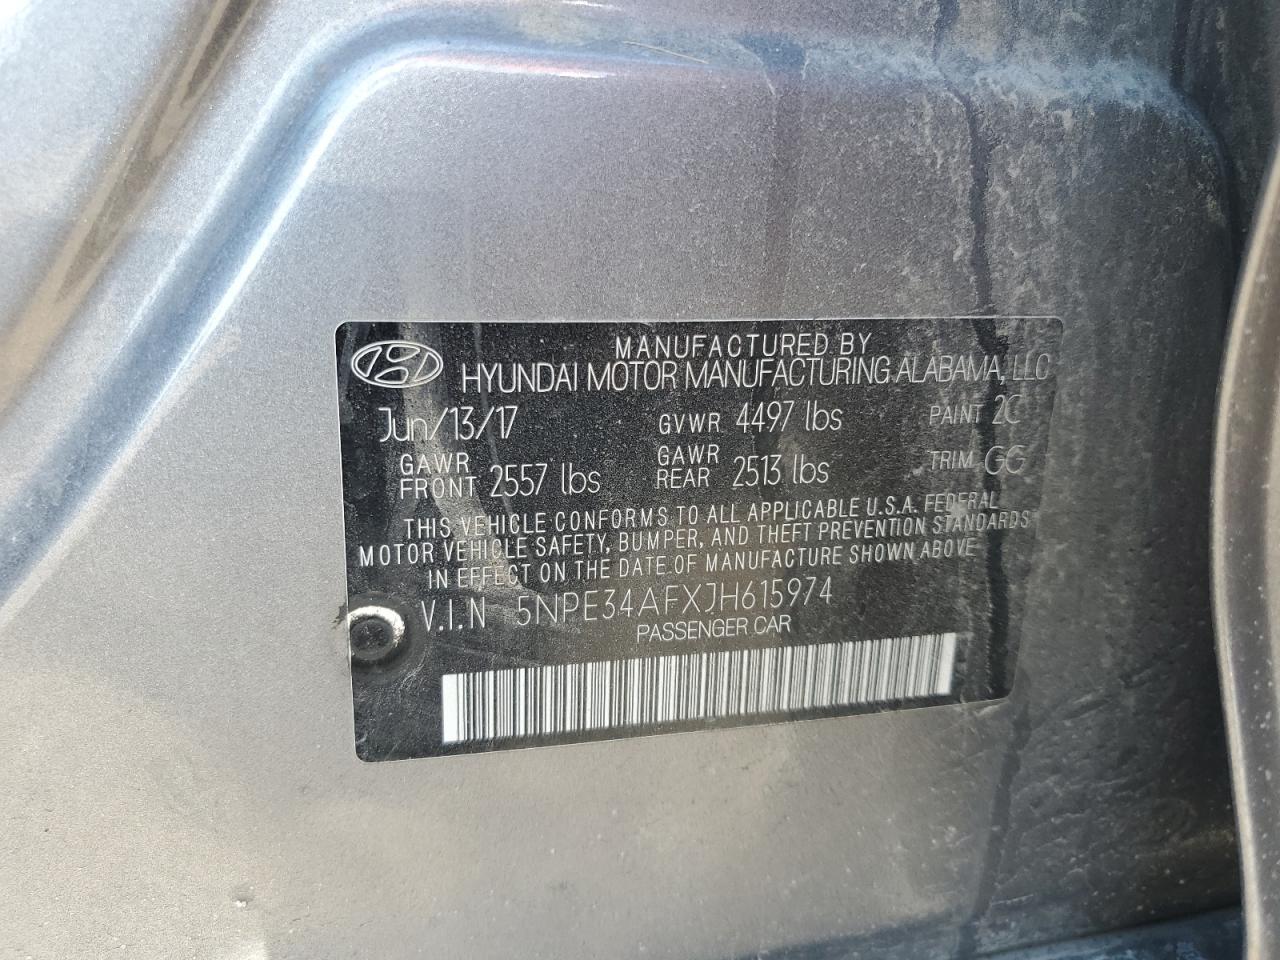 MANUFACTURED BY
HYUNDAI MOTOR MANUFACTURING ALABAMA, LLC
Jun/13/17 GVWR 4497 lbs PAINT 2C
GAWR FRONT 2557 lbs GAWR REAR 2513 lbs TRIM GG
THIS VEHICLE CONFORMS TO ALL APPLICABLE U.S.A. FEDERAL
MOTOR VEHICLE SAFETY, BUMPER, AND THEFT PREVENTION STANDARDS
IN EFFECT ON THE DATE OF MANUFACTURE SHOWN ABOVE
V.I.N 5NPE34AFXJH615974
PASSENGER CAR